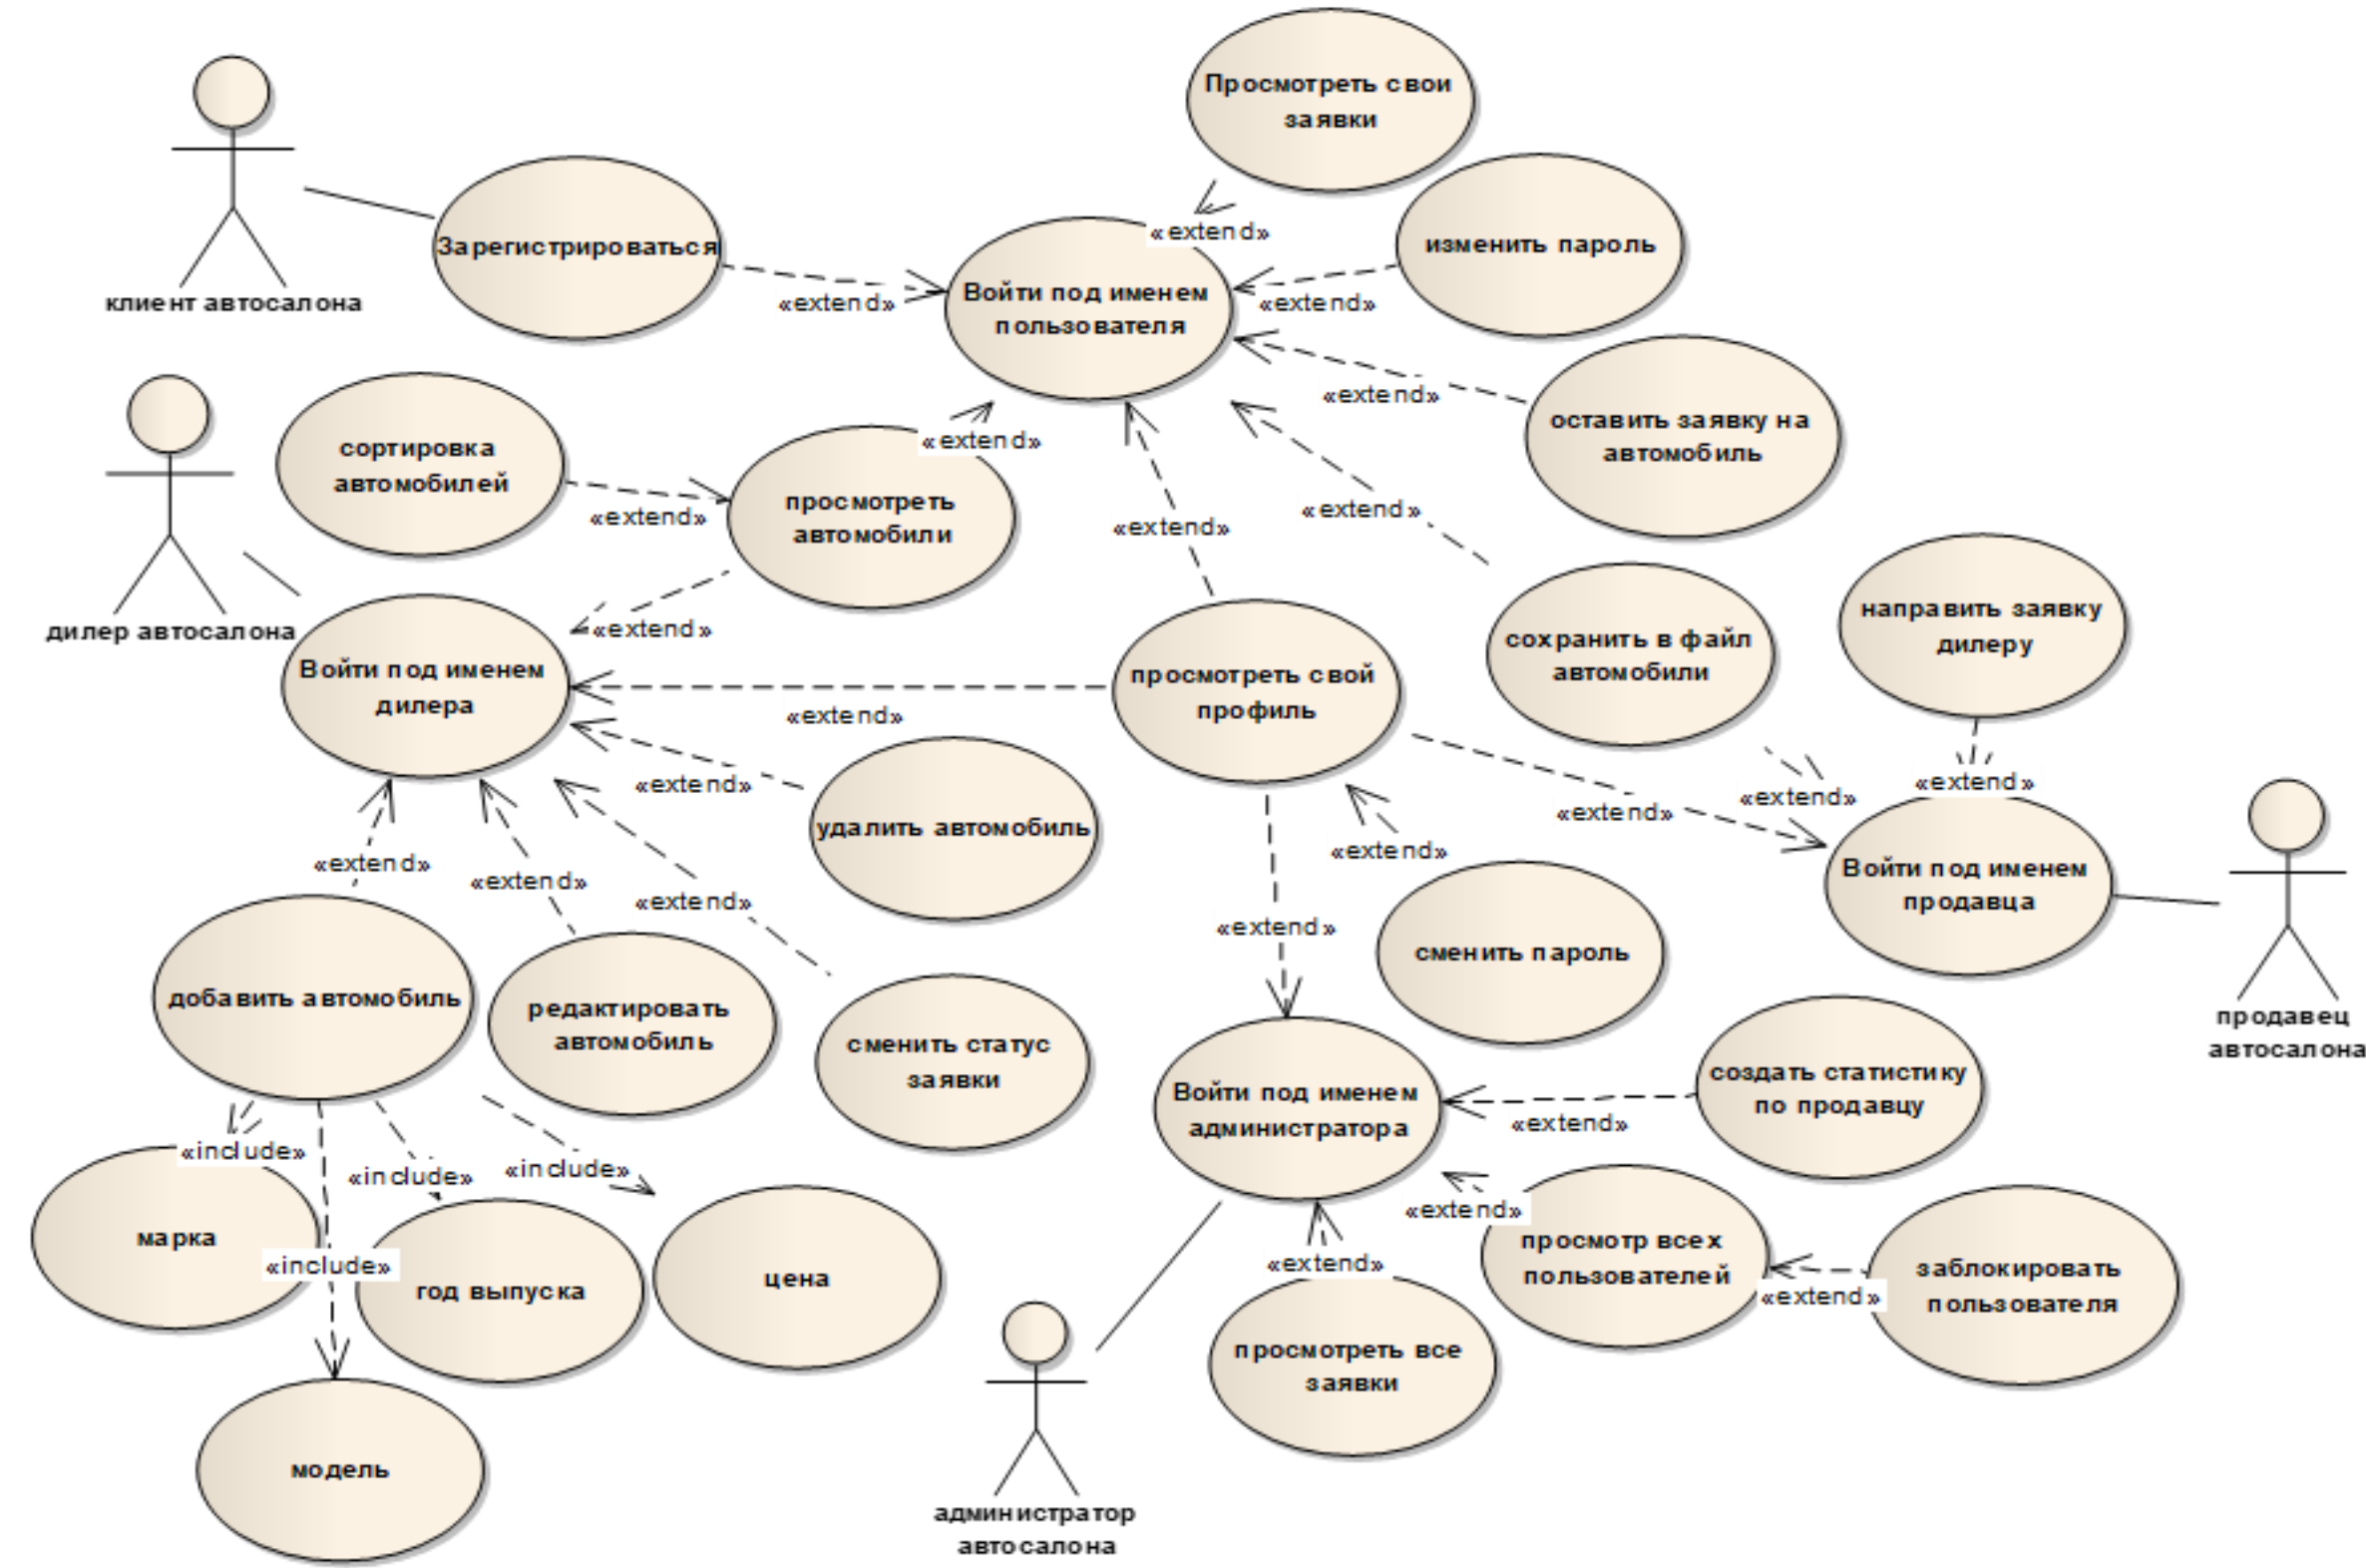 Просмотреть свои
заявки
«extend»
изменить пароль
Зарегистрироваться
«extend»
Войти под именем
пользователя
«extend»
клиент автосалона
«extend»
оставить заявку на
автомобиль
сортировка
автомобилей
«extend»
«extend»
просмотреть
автомобили
«extend»
«extend»
«extend»
дилер автосалона
«extend»
Войти под именем
дилера
«extend»
просмотреть свой
профиль
сохранить в файл
автомобили
направить заявку
дилеру
«extend»
удалить автомобиль
«extend»
«extend»
«extend»
«extend»
Войти под именем
продавца
«extend»
«extend»
«extend»
«extend»
сменить пароль
продавец
автосалона
добавить автомобиль
редактировать
автомобиль
сменить статус
заявки
Войти под именем
администратора
«extend»
создать статистику
по продавцу
«include»
«include»
«include»
«include»
марка
год выпуска
цена
модель
«extend»
просмотр всех
пользователей
«extend»
заблокировать
пользователя
«extend»
просмотреть все
заявки
администратор
автосалона